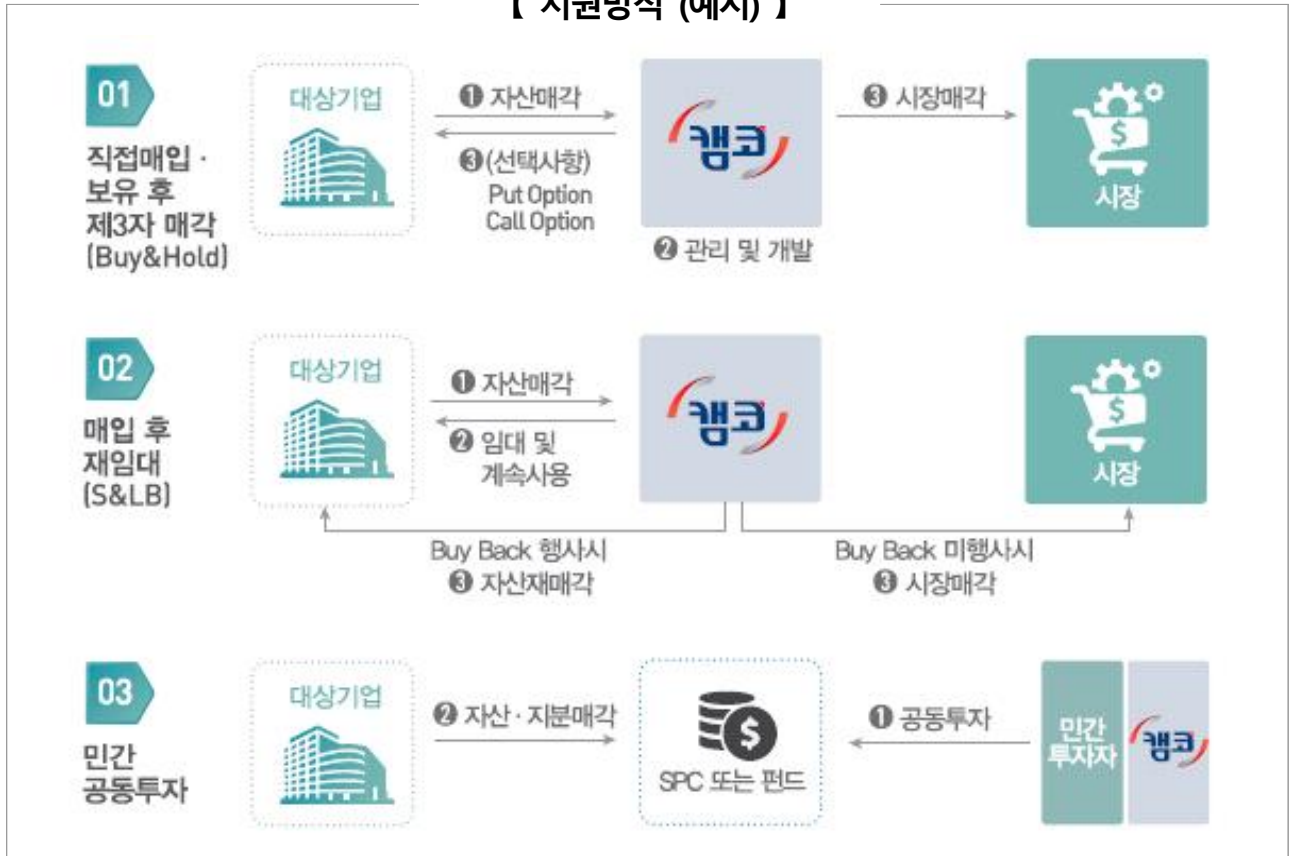 【 지원방식 (예시) 】
01
직접매입 ·
보유 후
제3자 매각
(Buy&Hold)
대상기업
❶ 자산매각
❸(선택사항)
Put Option
Call Option
캠코
❷ 관리 및 개발
❸ 시장매각
$
시장
02
매입 후
재임대
(S&LB)
대상기업
❶ 자산매각
❷ 임대 및
계속사용
캠코
$
시장
Buy Back 행사시
❸ 자산재매각
Buy Back 미행사시
❸ 시장매각
03
민간
공동투자
대상기업
❷ 자산 · 지분매각
$
SPC 또는 펀드
❶ 공동투자
민간
투자자
캠코